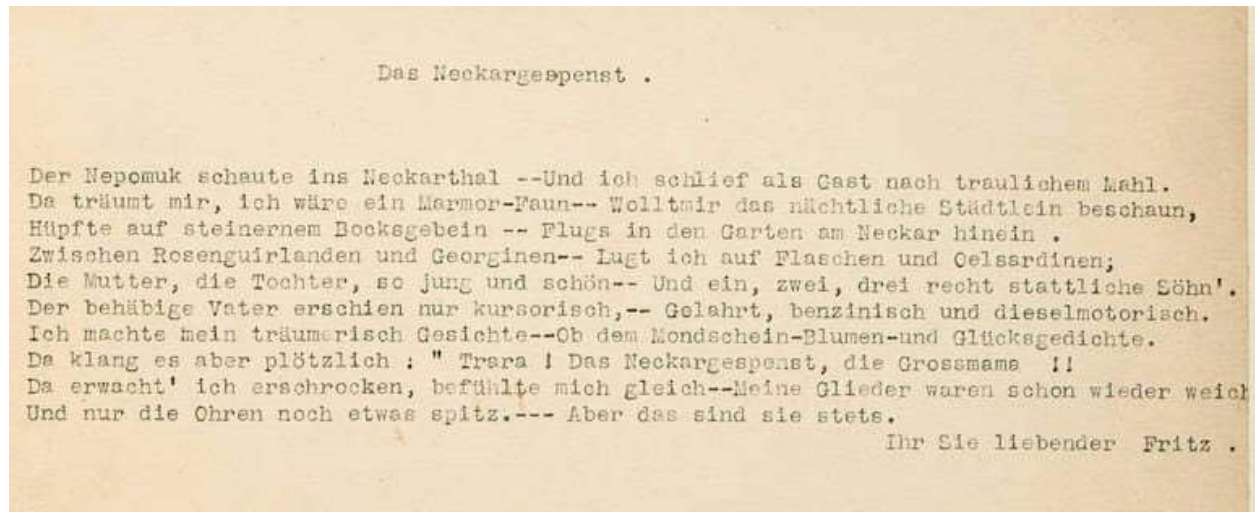 Das Neckargespenst .
Der Nepomuk schaute ins Neckarthal --Und ich schlief als Gast nach traulichem Mahl.
Da träumt mir, ich wäre ein Marmor-Faun-- Wolltmir das nächtliche Städtlein beschaun,
Hüpfte auf steinernem Bocksgebein -- Flugs in den Garten am Neckar hinein .
Zwischen Rosenguirlanden und Georginen-- Lugt ich auf Flaschen und Oelsardinen;
Die Mutter, die Tochter, so jung und schön-- Und ein, zwei, drei recht stattliche Söhn'.
Der behäbige Vater erschien nur kursorisch,-- Gelahrt, benzinisch und dieselmotorisch.
Ich machte mein träumerisch Gesichte--Ob dem Mondschein-Blumen-und Glücksgedichte.
Da klang es aber plötzlich : " Trara ! Das Neckargespenst, die Grossmama !!
Da erwacht' ich erschrocken, befühlte mich gleich--Meine Glieder waren schon wieder weich
Und nur die Ohren noch etwas spitz.--- Aber das sind sie stets.
Ihr Sie liebender Fritz .